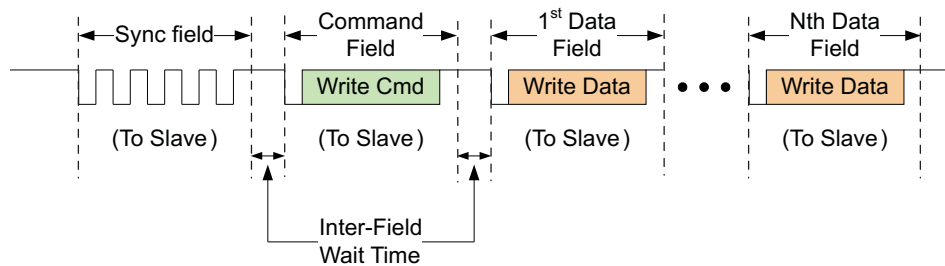 Sync field
Command
Field
1st Data
Field
Nth Data
Field
Write Cmd
Write Data
Write Data
(To Slave)
(To Slave)
(To Slave)
(To Slave)
Inter-Field
Wait Time